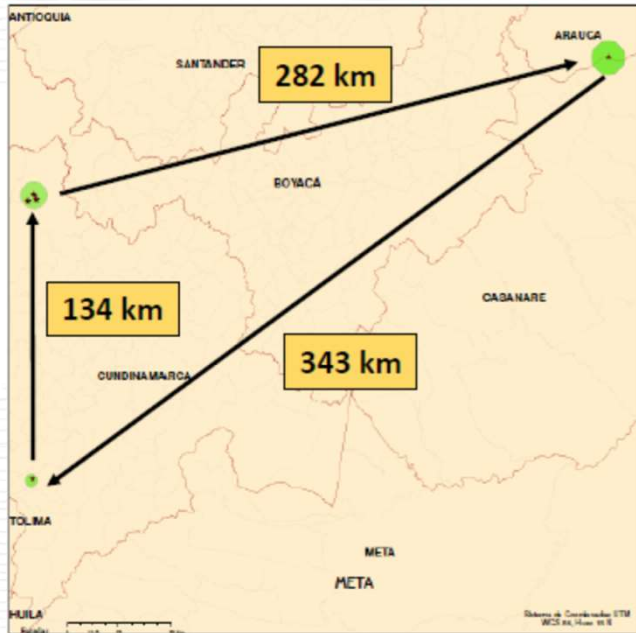 ANTIOQUIA
ARAUCA
SANTANDER
282 km
BOYACA
134 km
CASANARE
343 km
CUNDINAMARCA
TOLIMA
META
META
HUILA